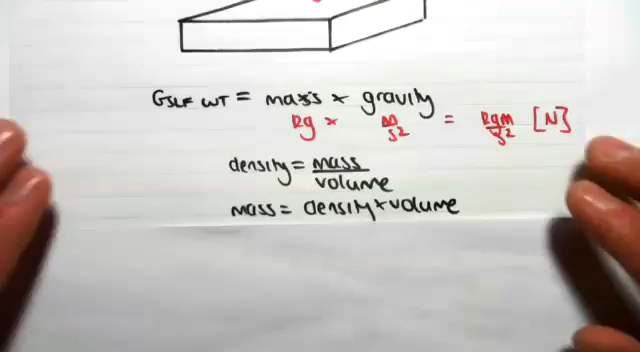 GSLF WT = mass × gravity
kg × m/s² = kgm/s² [N]
density = mass/volume
mass = density × volume